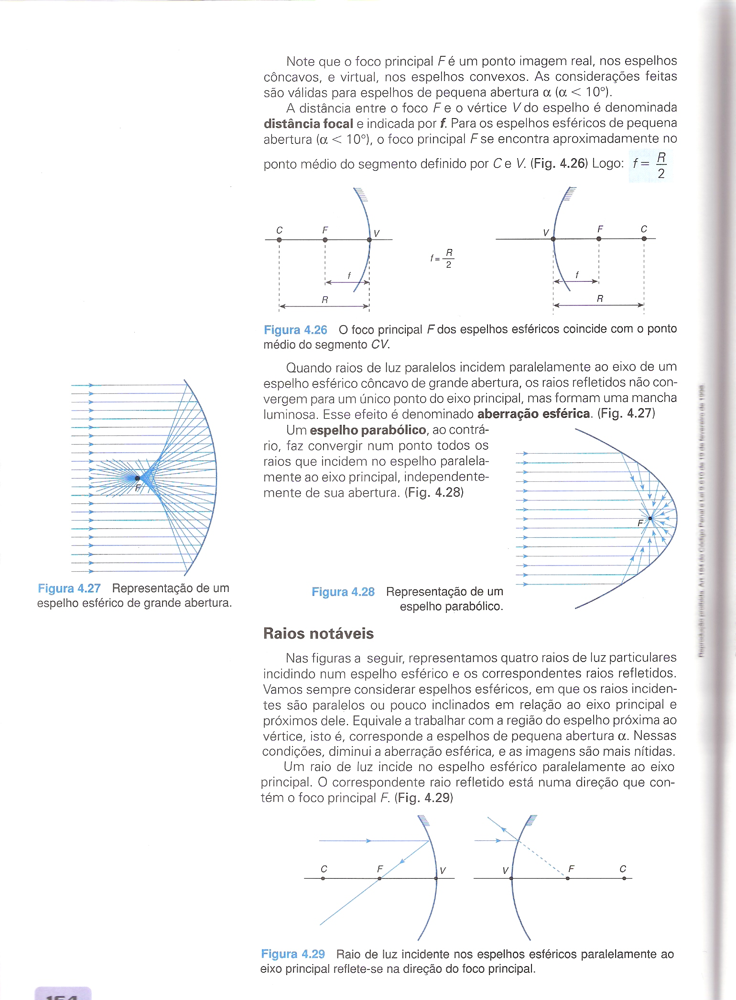 Note que o foco principal F é um ponto imagem real, nos espelhos
côncavos, e virtual, nos espelhos convexos. As considerações feitas
são válidas para espelhos de pequena abertura α (α < 10°).
A distância entre o foco F e o vértice V do espelho é denominada
distância focal e indicada por f. Para os espelhos esféricos de pequena
abertura (α < 10°), o foco principal F se encontra aproximadamente no
ponto médio do segmento definido por C e V. (Fig. 4.26) Logo: f = R/2
C F V
f
R
f = R/2
V F C
f
R
Figura 4.26 O foco principal F dos espelhos esféricos coincide com o ponto
médio do segmento CV.
Quando raios de luz paralelos incidem paralelamente ao eixo de um
espelho esférico côncavo de grande abertura, os raios refletidos não con-
vergem para um único ponto do eixo principal, mas formam uma mancha
luminosa. Esse efeito é denominado aberração esférica. (Fig. 4.27)
Um espelho parabólico, ao contrá-
rio, faz convergir num ponto todos os
raios que incidem no espelho paralela-
mente ao eixo principal, independente-
mente de sua abertura. (Fig. 4.28)
F
Figura 4.27 Representação de um
espelho esférico de grande abertura.
F
Figura 4.28 Representação de um
espelho parabólico.
Raios notáveis
Nas figuras a seguir, representamos quatro raios de luz particulares
incidindo num espelho esférico e os correspondentes raios refletidos.
Vamos sempre considerar espelhos esféricos, em que os raios inciden-
tes são paralelos ou pouco inclinados em relação ao eixo principal e
próximos dele. Equivale a trabalhar com a região do espelho próxima ao
vértice, isto é, corresponde a espelhos de pequena abertura α. Nessas
condições, diminui a aberração esférica, e as imagens são mais nítidas.
Um raio de luz incide no espelho esférico paralelamente ao eixo
principal. O correspondente raio refletido está numa direção que con-
tém o foco principal F. (Fig. 4.29)
C F V
V F C
Figura 4.29 Raio de luz incidente nos espelhos esféricos paralelamente ao
eixo principal reflete-se na direção do foco principal.
Reprodução proibida. Art. 184 do Código Penal e Lei 9 610 de 19 de fevereiro de 1998.